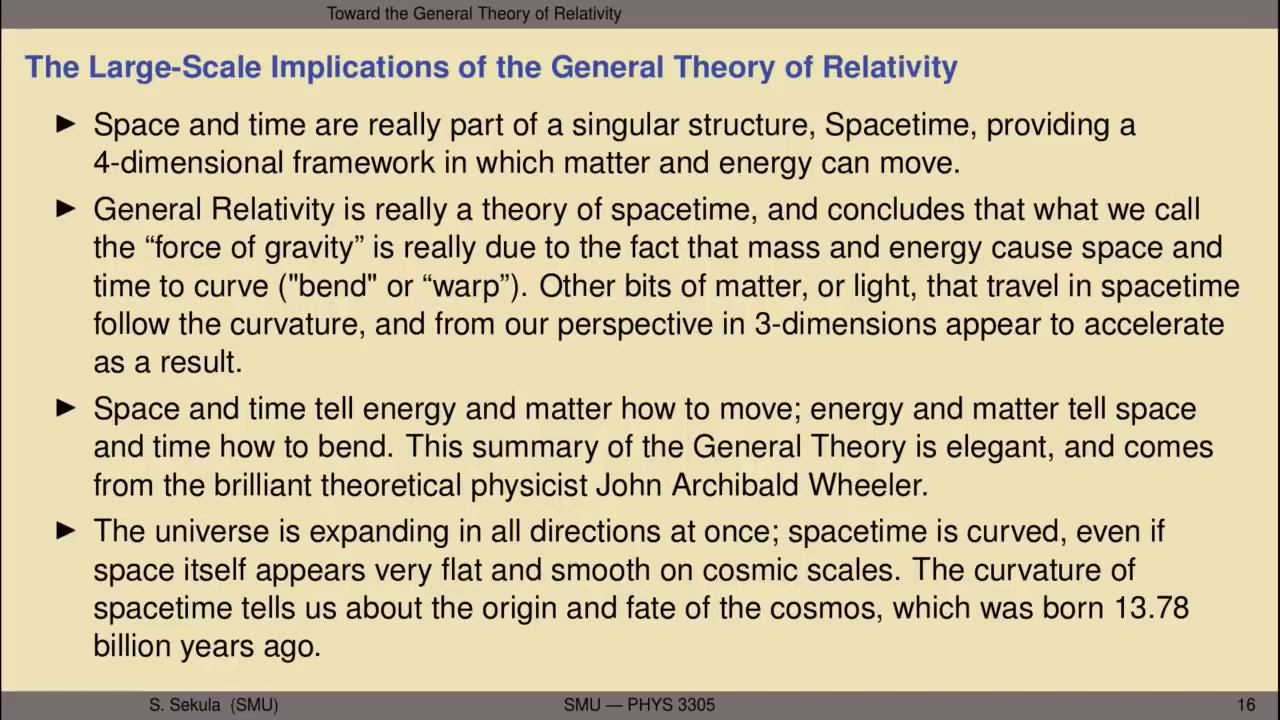 Toward the General Theory of Relativity
The Large-Scale Implications of the General Theory of Relativity
▶ Space and time are really part of a singular structure, Spacetime, providing a
4-dimensional framework in which matter and energy can move.
▶ General Relativity is really a theory of spacetime, and concludes that what we call
the “force of gravity” is really due to the fact that mass and energy cause space and
time to curve ("bend" or “warp”). Other bits of matter, or light, that travel in spacetime
follow the curvature, and from our perspective in 3-dimensions appear to accelerate
as a result.
▶ Space and time tell energy and matter how to move; energy and matter tell space
and time how to bend. This summary of the General Theory is elegant, and comes
from the brilliant theoretical physicist John Archibald Wheeler.
▶ The universe is expanding in all directions at once; spacetime is curved, even if
space itself appears very flat and smooth on cosmic scales. The curvature of
spacetime tells us about the origin and fate of the cosmos, which was born 13.78
billion years ago.
S. Sekula (SMU) SMU — PHYS 3305 16